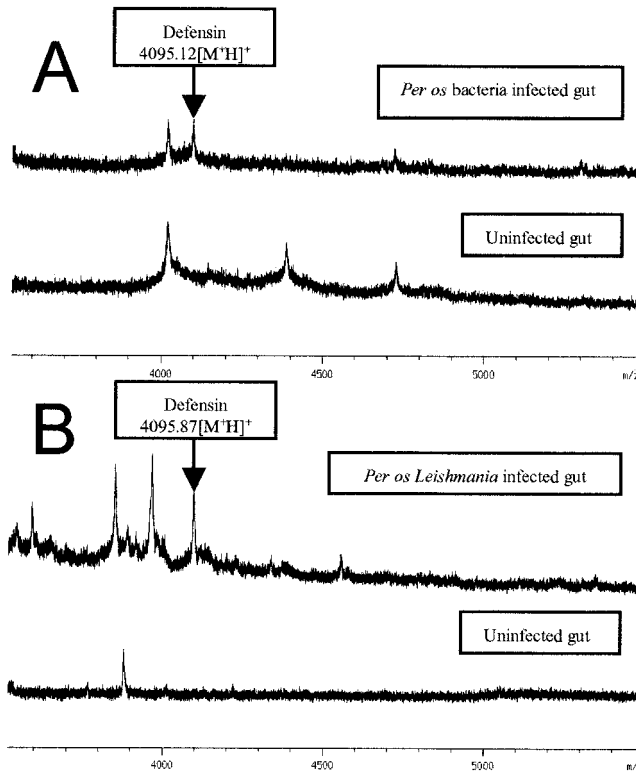 A
Defensin
4095.12[M⁺H]⁺
Per os bacteria infected gut
Uninfected gut
4000 4500 5000 m/z
B
Defensin
4095.87[M⁺H]⁺
Per os Leishmania infected gut
Uninfected gut
4000 4500 5000 m/z